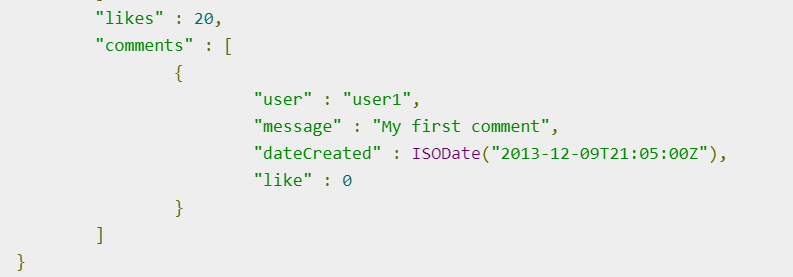 "likes" : 20,
"comments" : [
{
"user" : "user1",
"message" : "My first comment",
"dateCreated" : ISODate("2013-12-09T21:05:00Z"),
"like" : 0
}
]
}